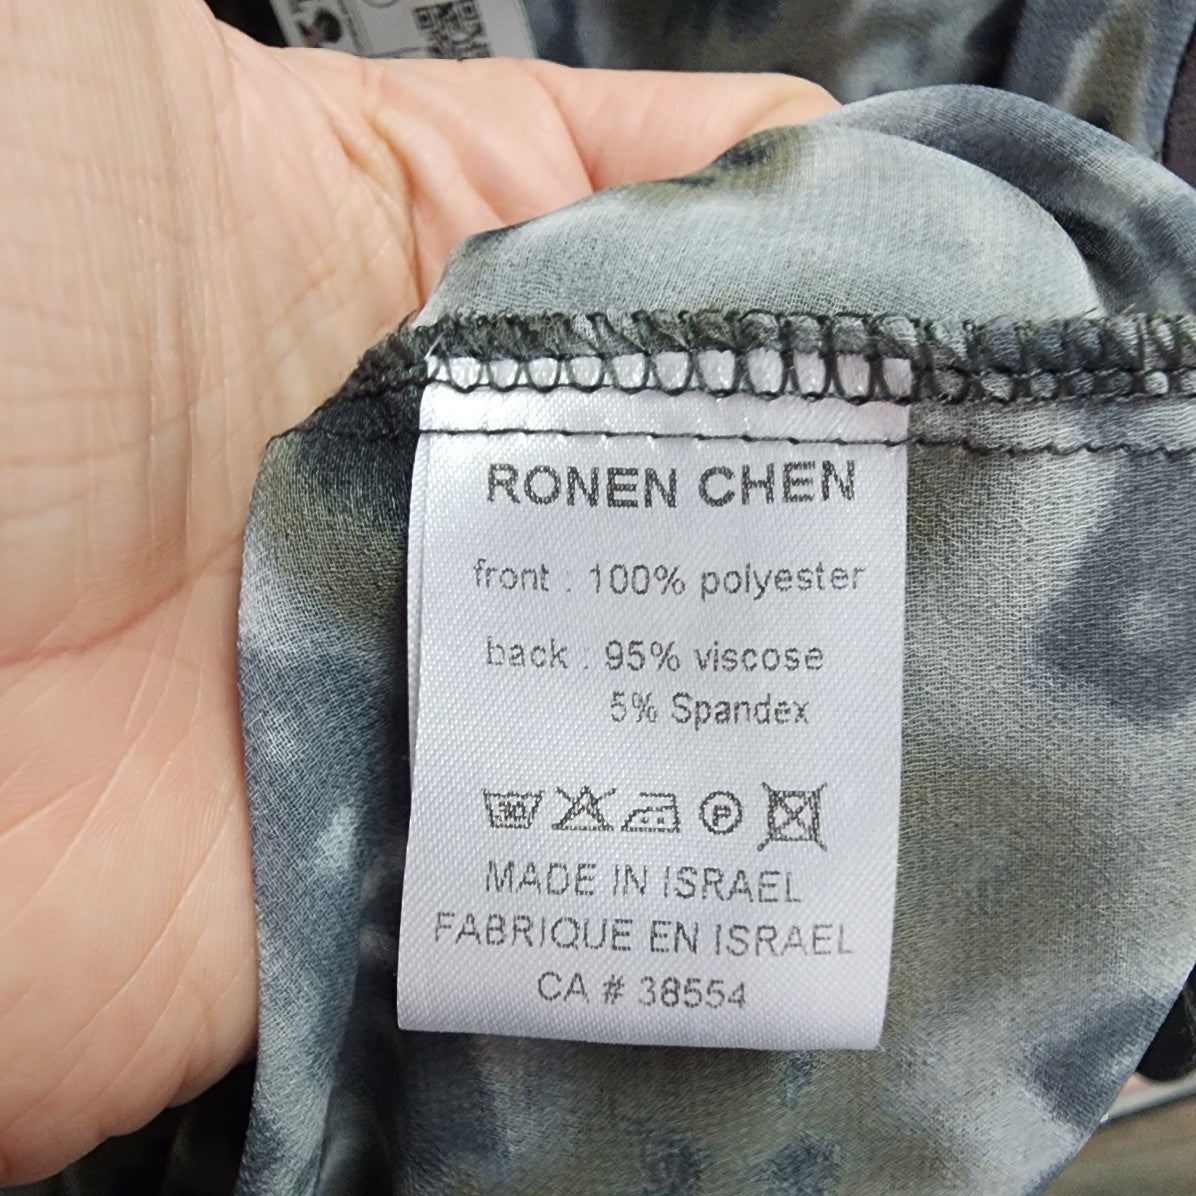 RONEN CHEN
front : 100% polyester
back : 95% viscose
5% Spandex
30 P
MADE IN ISRAEL
FABRIQUE EN ISRAEL
CA # 38554